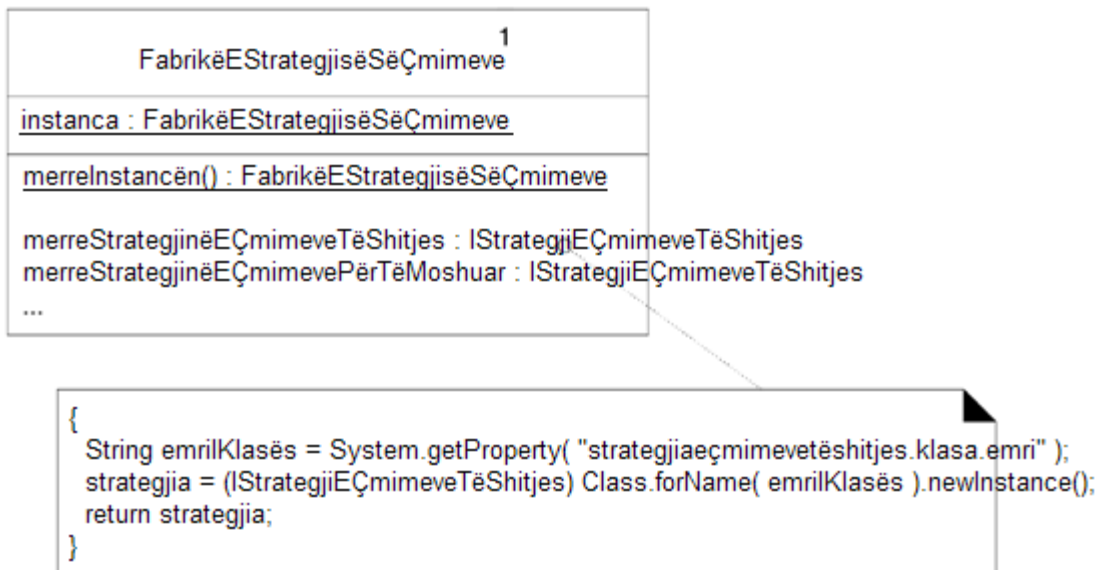 1
FabrikëEStrategjisëSëÇmimeve
instanca : FabrikëEStrategjisëSëÇmimeve
merreInstancën() : FabrikëEStrategjisëSëÇmimeve
merreStrategjinëEÇmimeveTëShitjes : IStrategjiEÇmimeveTëShitjes
merreStrategjinëEÇmimevePërTëMoshuar : IStrategjiEÇmimeveTëShitjes
...
{
String emriIKlasës = System.getProperty( "strategjiaeçmimevetëshitjes.klasa.emri" );
strategjia = (IStrategjiEÇmimeveTëShitjes) Class.forName( emriIKlasës ).newInstance();
return strategjia;
}